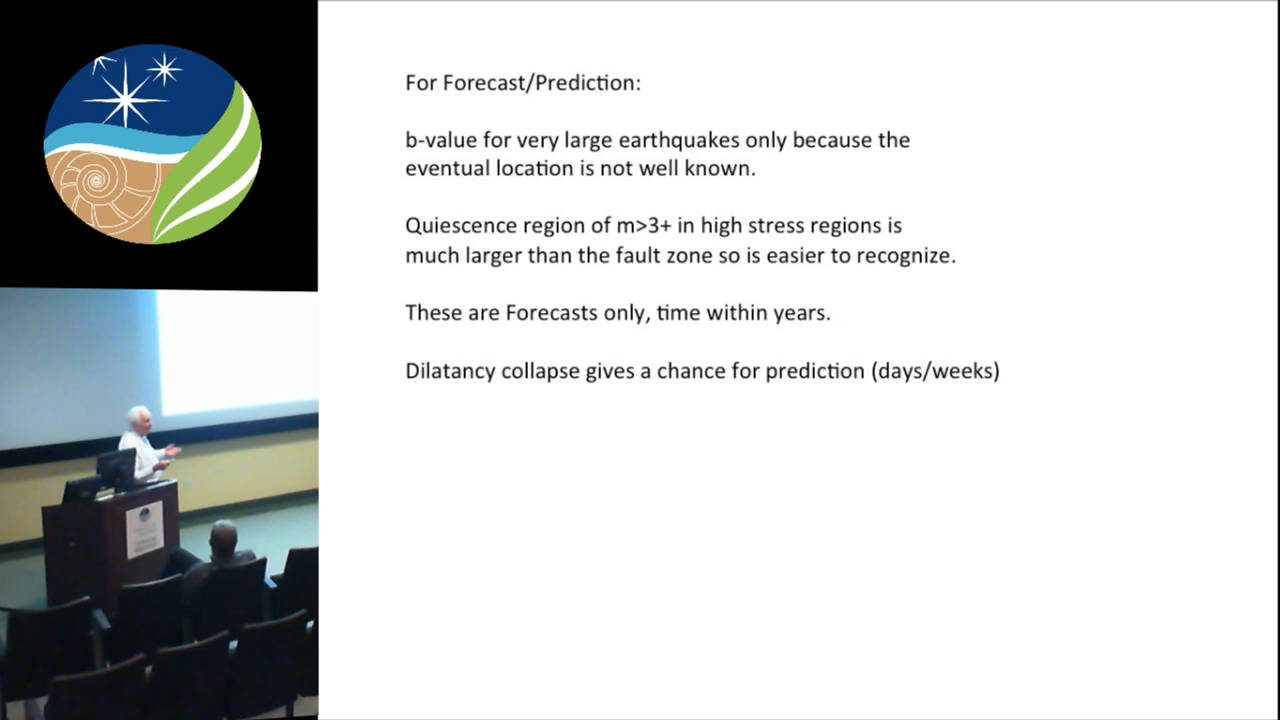 For Forecast/Prediction:
b-value for very large earthquakes only because the
eventual location is not well known.
Quiescence region of m>3+ in high stress regions is
much larger than the fault zone so is easier to recognize.
These are Forecasts only, time within years.
Dilatancy collapse gives a chance for prediction (days/weeks)